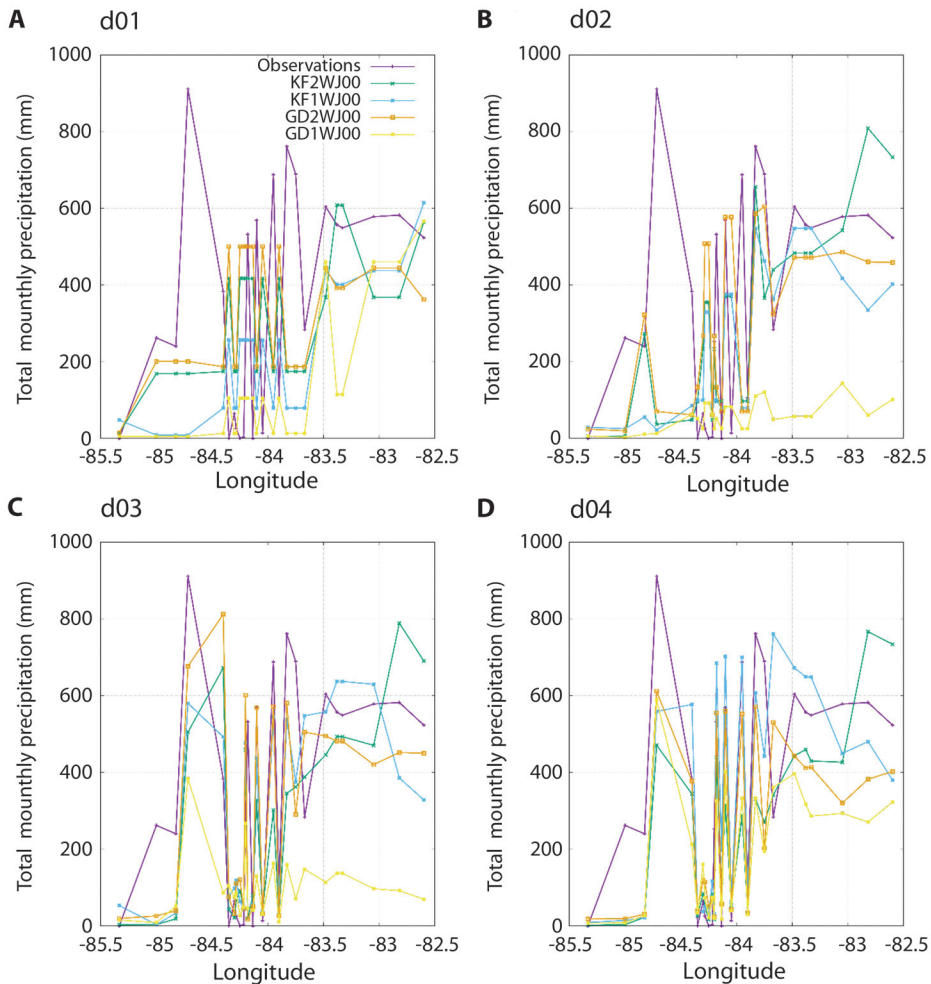 A d01
Total mounthly precipitation (mm)
1000
800
600
400
200
0
Observations
KF2WJ00
KF1WJ00
GD2WJ00
GD1WJ00
-85.5 -85 -84.5 -84 -83.5 -83 -82.5
Longitude
B d02
Total mounthly precipitation (mm)
1000
800
600
400
200
0
-85.5 -85 -84.5 -84 -83.5 -83 -82.5
Longitude
C d03
Total mounthly precipitation (mm)
1000
800
600
400
200
0
-85.5 -85 -84.5 -84 -83.5 -83 -82.5
Longitude
D d04
Total mounthly precipitation (mm)
1000
800
600
400
200
0
-85.5 -85 -84.5 -84 -83.5 -83 -82.5
Longitude